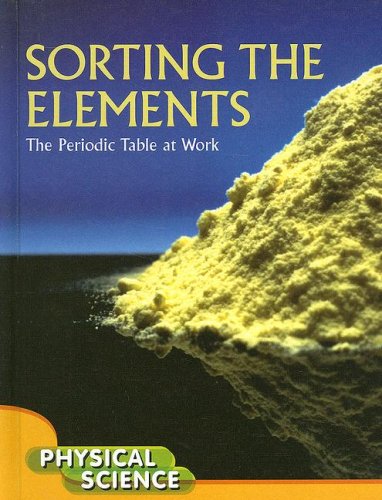 SORTING THE
ELEMENTS
The Periodic Table at Work
PHYSICAL
SCIENCE